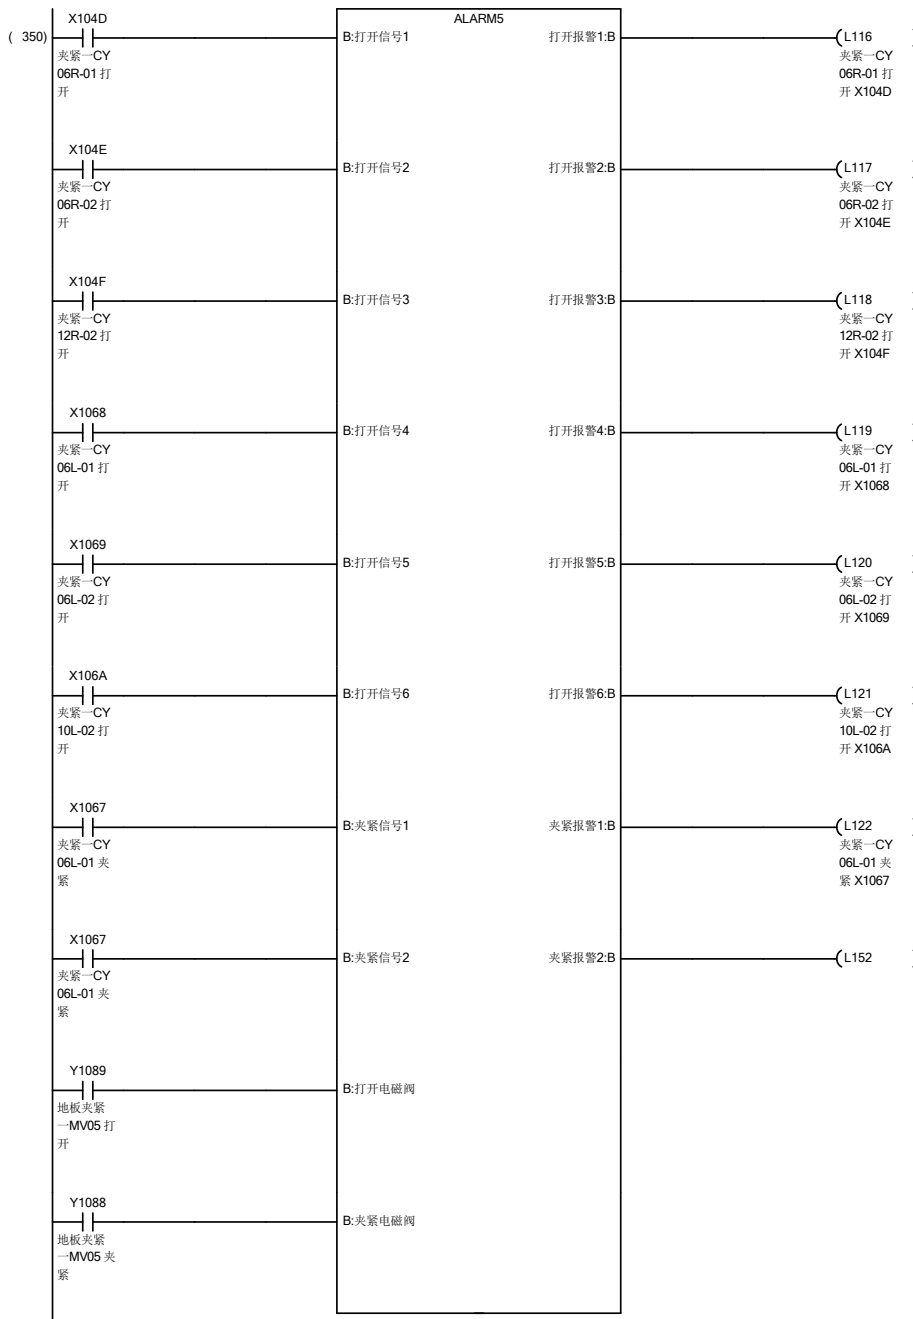 X104D
ALARM5
( 350)
B:打开信号1
打开报警1:B
L116
夹紧一CY
06R-01 打
开
夹紧一CY
06R-01 打
开 X104D
X104E
B:打开信号2
打开报警2:B
L117
夹紧一CY
06R-02 打
开
夹紧一CY
06R-02 打
开 X104E
X104F
B:打开信号3
打开报警3:B
L118
夹紧一CY
12R-02 打
开
夹紧一CY
12R-02 打
开 X104F
X1068
B:打开信号4
打开报警4:B
L119
夹紧一CY
06L-01 打
开
夹紧一CY
06L-01 打
开 X1068
X1069
B:打开信号5
打开报警5:B
L120
夹紧一CY
06L-02 打
开
夹紧一CY
06L-02 打
开 X1069
X106A
B:打开信号6
打开报警6:B
L121
夹紧一CY
10L-02 打
开
夹紧一CY
10L-02 打
开 X106A
X1067
B:夹紧信号1
夹紧报警1:B
L122
夹紧一CY
06L-01 夹
紧
夹紧一CY
06L-01 夹
紧 X1067
X1067
B:夹紧信号2
夹紧报警2:B
L152
夹紧一CY
06L-01 夹
紧
Y1089
B:打开电磁阀
地板夹紧
一MV05 打
开
Y1088
B:夹紧电磁阀
地板夹紧
一MV05 夹
紧